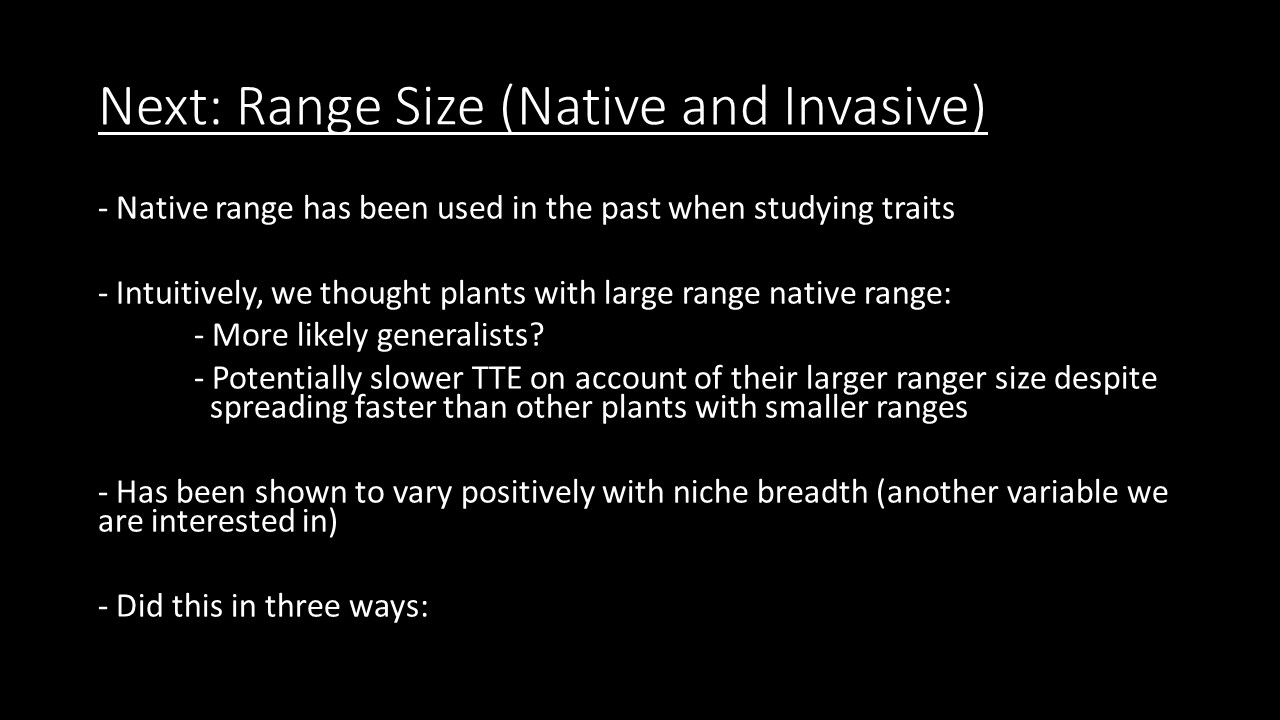 Next: Range Size (Native and Invasive)
- Native range has been used in the past when studying traits
- Intuitively, we thought plants with large range native range:
- More likely generalists?
- Potentially slower TTE on account of their larger ranger size despite
spreading faster than other plants with smaller ranges
- Has been shown to vary positively with niche breadth (another variable we
are interested in)
- Did this in three ways: